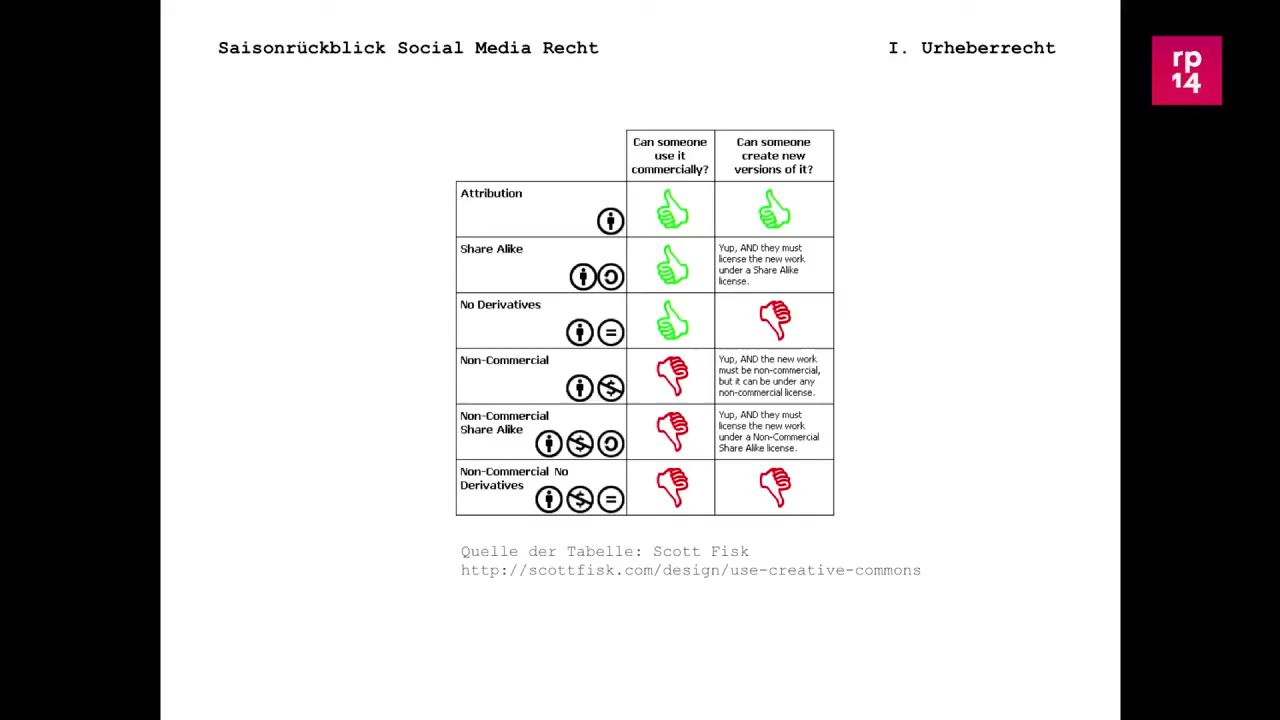 Saisonrückblick Social Media Recht
I. Urheberrecht
rp
14
Can someone
use it
commercially?
Can someone
create new
versions of it?
Attribution
Share Alike
Yup, AND they must
license the new work
under a Share Alike
license.
No Derivatives
=
Non-Commercial
$
Yup, AND the new work
must be non-commercial,
but it can be under any
non-commercial license.
Non-Commercial
Share Alike
$
Yup, AND they must
license the new work
under a Non-Commercial
Share Alike license.
Non-Commercial No
Derivatives
$ =
Quelle der Tabelle: Scott Fisk
http://scottfisk.com/design/use-creative-commons